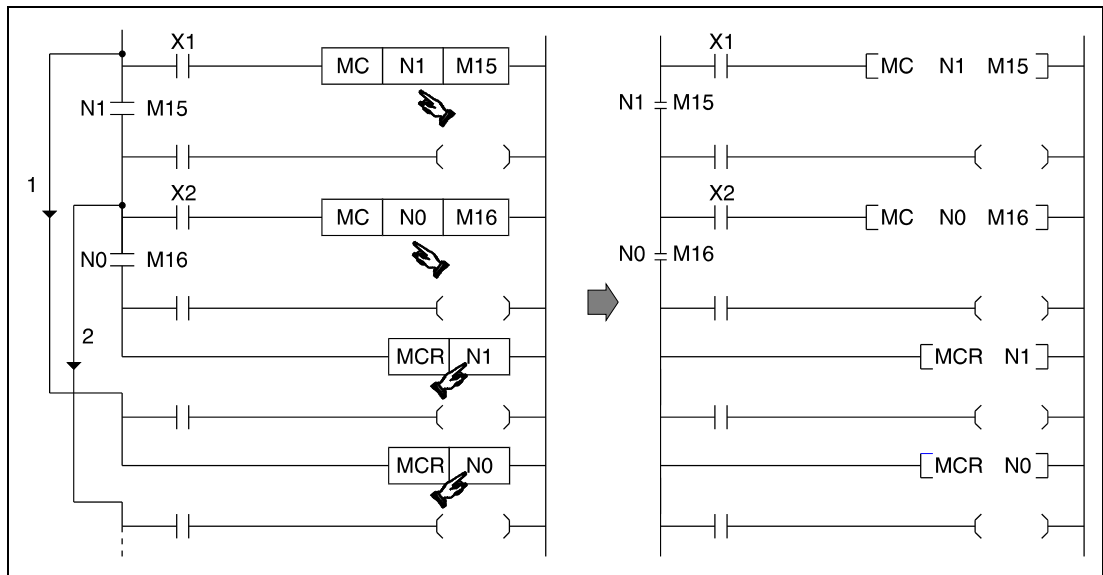 X1
MC N1 M15
N1 M15
1
X2
MC N0 M16
N0 M16
2
MCR N1
MCR N0
X1
MC N1 M15
N1 M15
X2
MC N0 M16
N0 M16
MCR N1
MCR N0